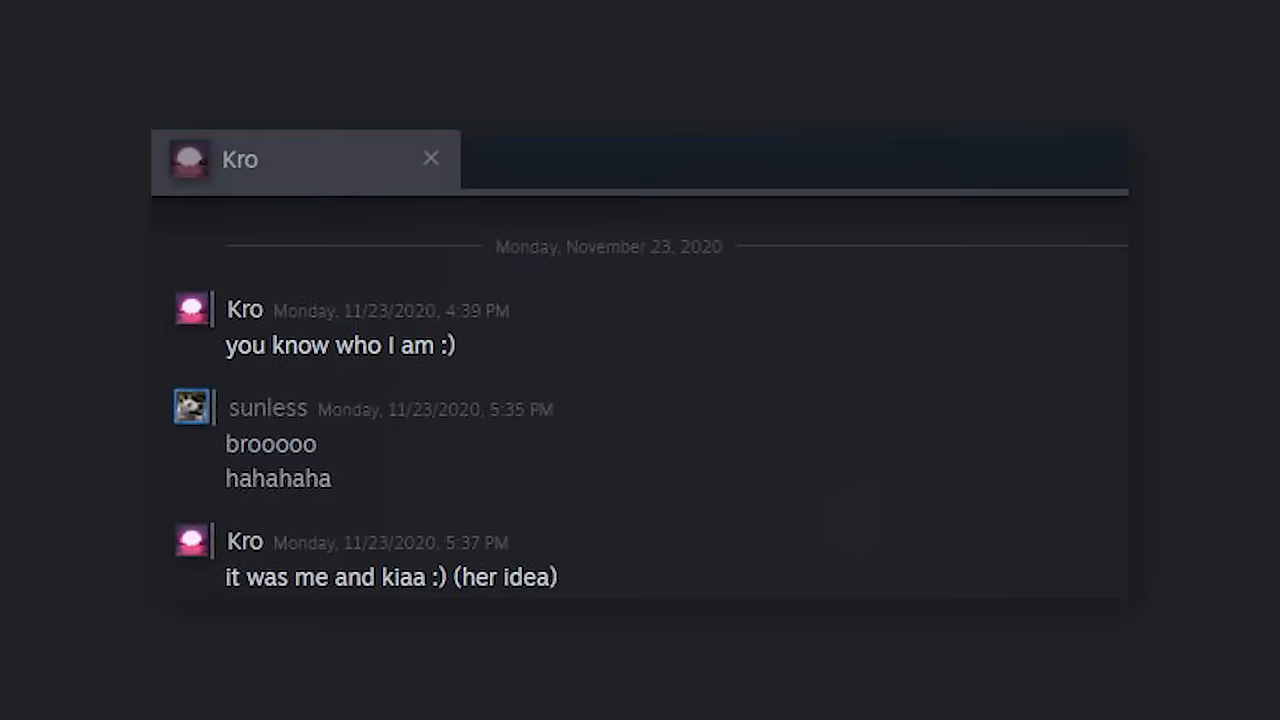 Kro
Monday, November 23, 2020
Kro Monday, 11/23/2020, 4:39 PM
you know who I am :)
sunless Monday, 11/23/2020, 5:35 PM
brooooo
hahahaha
Kro Monday, 11/23/2020, 5:37 PM
it was me and kiaa :) (her idea)